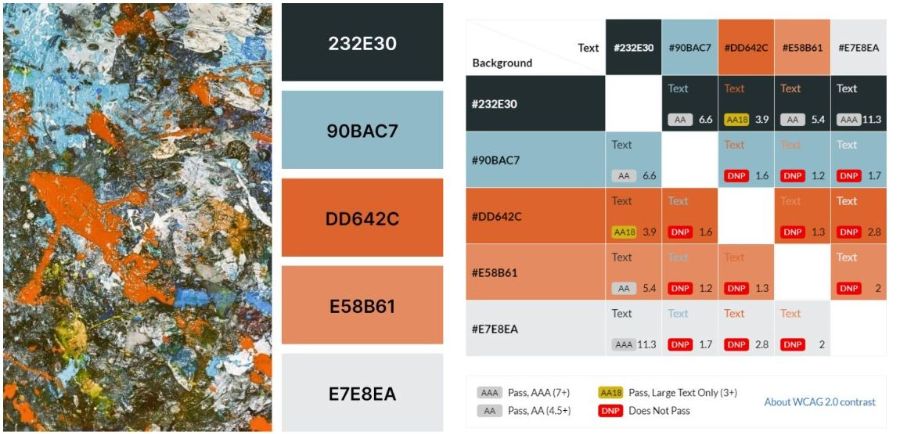 232E30
90BAC7
DD642C
E58B61
E7E8EA
Text #232E30 #90BAC7 #DD642C #E58B61 #E7E8EA
Background
#232E30
Text Text Text Text
AA 6.6 AA18 3.9 AA 5.4 AAA 11.3
#90BAC7
Text Text Text Text
AA 6.6 DNP 1.6 DNP 1.2 DNP 1.7
#DD642C
Text Text Text Text
AA18 3.9 DNP 1.6 DNP 1.3 DNP 2.8
#E58B61
Text Text Text Text
AA 5.4 DNP 1.2 DNP 1.3 DNP 2
#E7E8EA
Text Text Text Text
AAA 11.3 DNP 1.7 DNP 2.8 DNP 2
AAA Pass, AAA (7+) AA18 Pass, Large Text Only (3+)
About WCAG 2.0 contrast
AA Pass, AA (4.5+) DNP Does Not Pass